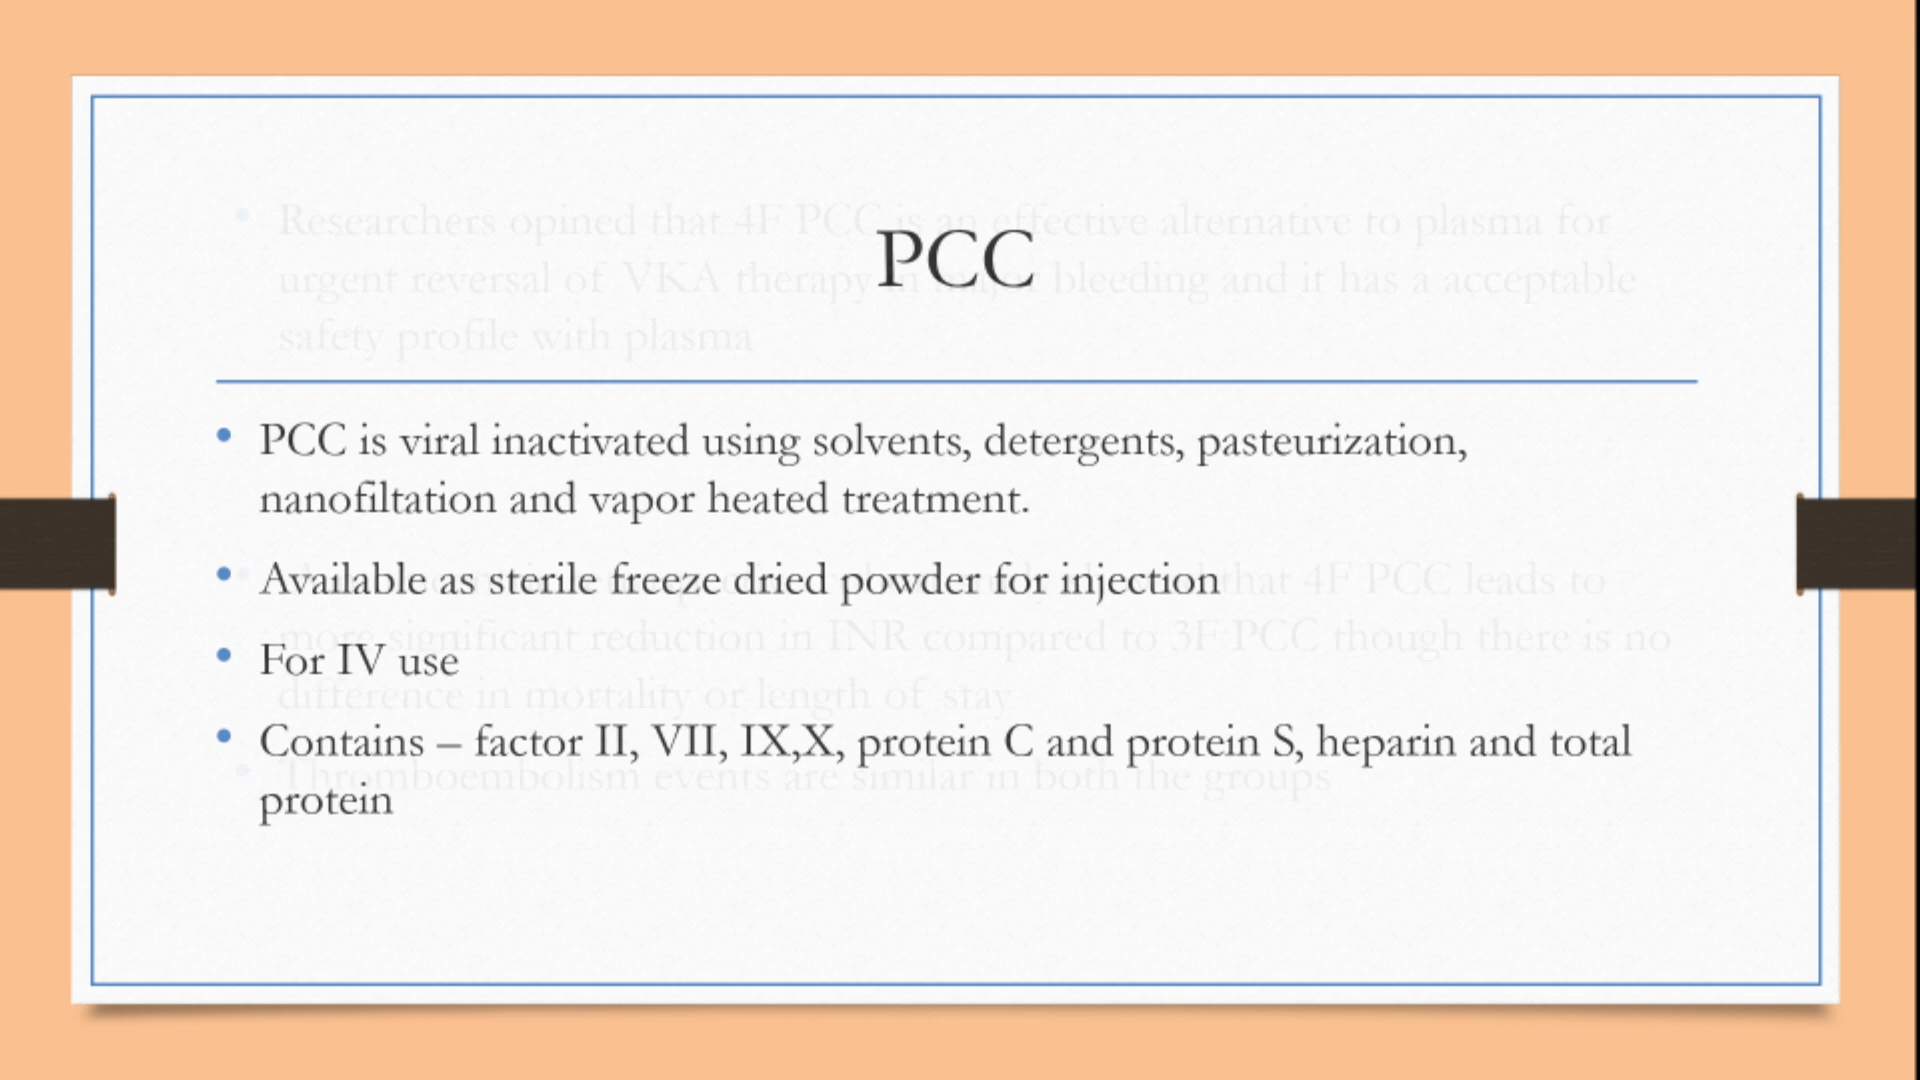 PCC
• PCC is viral inactivated using solvents, detergents, pasteurization,
nanofiltation and vapor heated treatment.
• Available as sterile freeze dried powder for injection
• For IV use
• Contains – factor II, VII, IX,X, protein C and protein S, heparin and total
protein
• Researchers opined that 4F PCC is an effective alternative to plasma for
urgent reversal of VKA therapy in major bleeding and it has a acceptable
safety profile with plasma
that 4F PCC leads to
more significant reduction in INR compared to 3F PCC though there is no
difference in mortality or length of stay
• Thromboembolism events are similar in both the groups